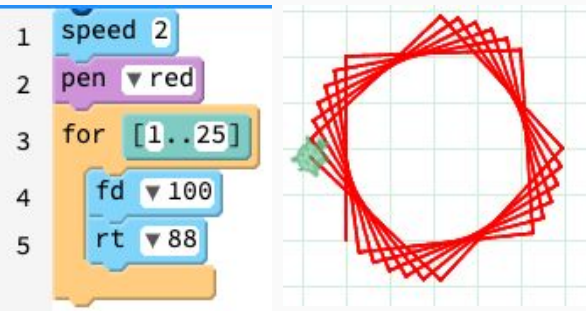 1 speed 2
2 pen ▼ red
3 for [1..25]
4 fd ▼ 100
5 rt ▼ 88